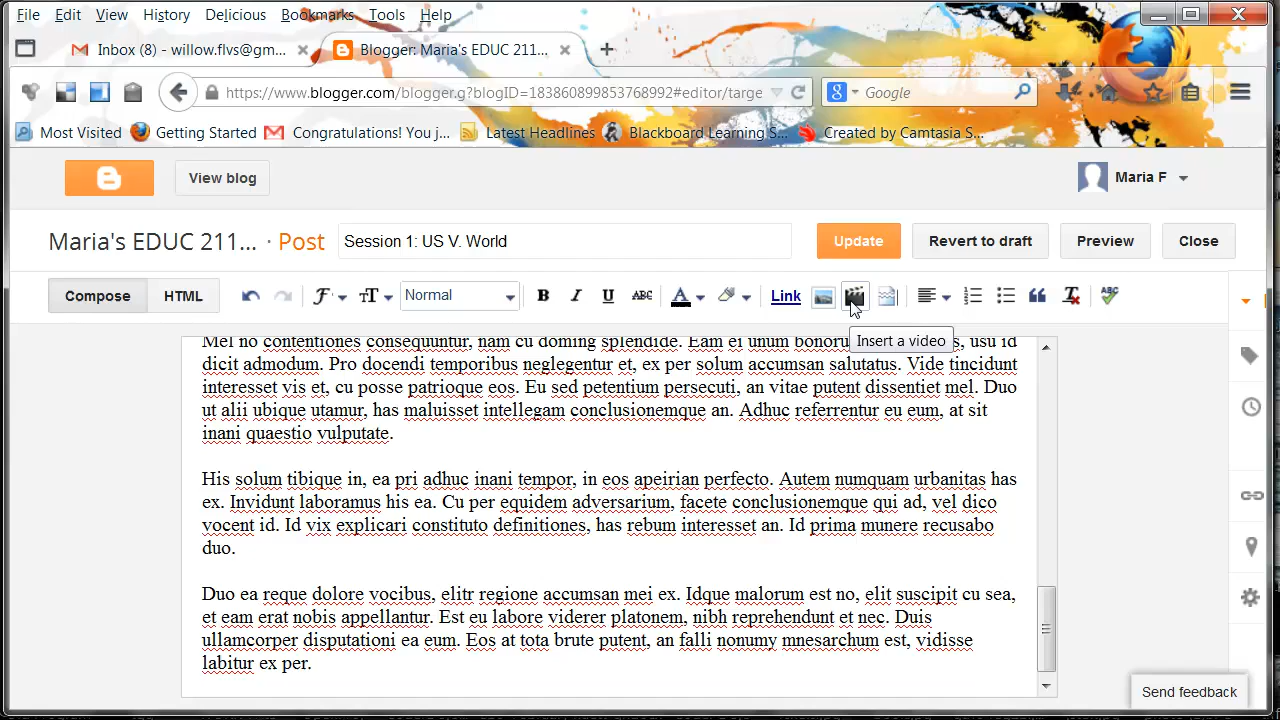 File Edit View History Delicious Bookmarks Tools Help
Inbox (8) - willow.flvs@gm... Blogger: Maria's EDUC 211...
https://www.blogger.com/blogger.g?blogID=183860899853768992#editor/targe Google
Most Visited Getting Started Congratulations! You j... Latest Headlines Blackboard Learning S... Created by Camtasia S...
View blog Maria F
Maria's EDUC 211... · Post Session 1: US V. World Update Revert to draft Preview Close
Compose HTML Normal Link
Insert a video
Mel no contentiones consequuntur, nam cu doming splendide. Eam ei unum bonoru s, usu id
dicit admodum. Pro docendi temporibus neglegentur et, ex per solum accumsan salutatus. Vide tincidunt
interesset vis et, cu posse patrioque eos. Eu sed petentium persecuti, an vitae putent dissentiet mel. Duo
ut alii ubique utamur, has maluisset intellegam conclusionemque an. Adhuc referrentur eu eum, at sit
inani quaestio vulputate.
His solum tibique in, ea pri adhuc inani tempor, in eos apeirian perfecto. Autem numquam urbanitas has
ex. Invidunt laboramus his ea. Cu per equidem adversarium, facete conclusionemque qui ad, vel dico
vocent id. Id vix explicari constituto definitiones, has rebum interesset an. Id prima munere recusabo
duo.
Duo ea reque dolore vocibus, elitr regione accumsan mei ex. Idque malorum est no, elit suscipit cu sea,
et eam erat nobis appellantur. Est eu labore viderer platonem, nibh reprehendunt et nec. Duis
ullamcorper disputationi ea eum. Eos at tota brute putent, an falli nonumy mnesarchum est, vidisse
labitur ex per.
Send feedback